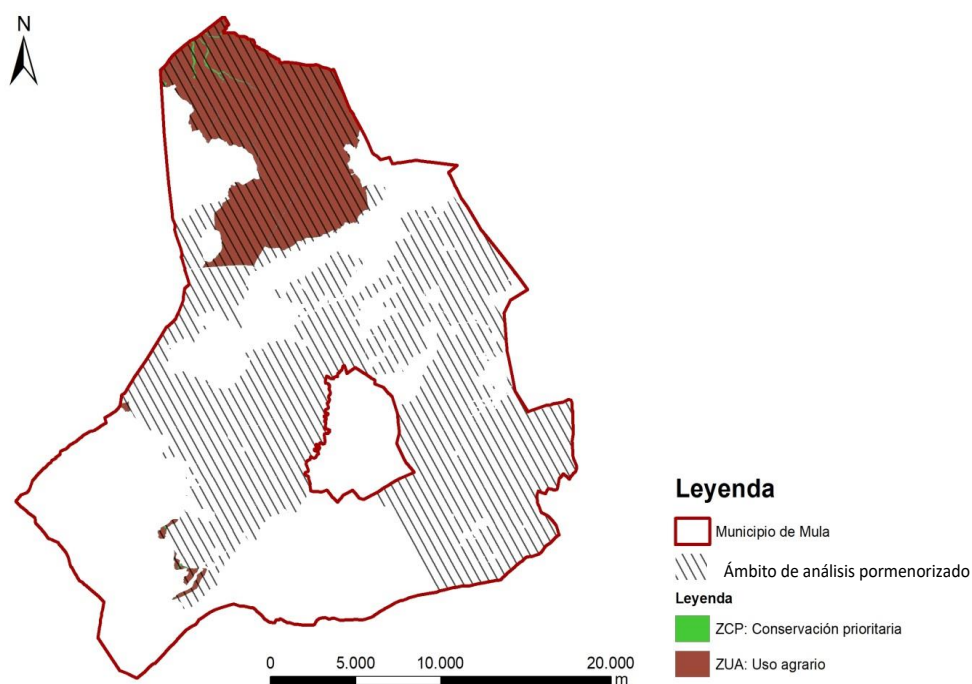 N
Leyenda
Municipio de Mula
Ámbito de análisis pormenorizado
Leyenda
ZCP: Conservación prioritaria
ZUA: Uso agrario
0 5.000 10.000 20.000
m